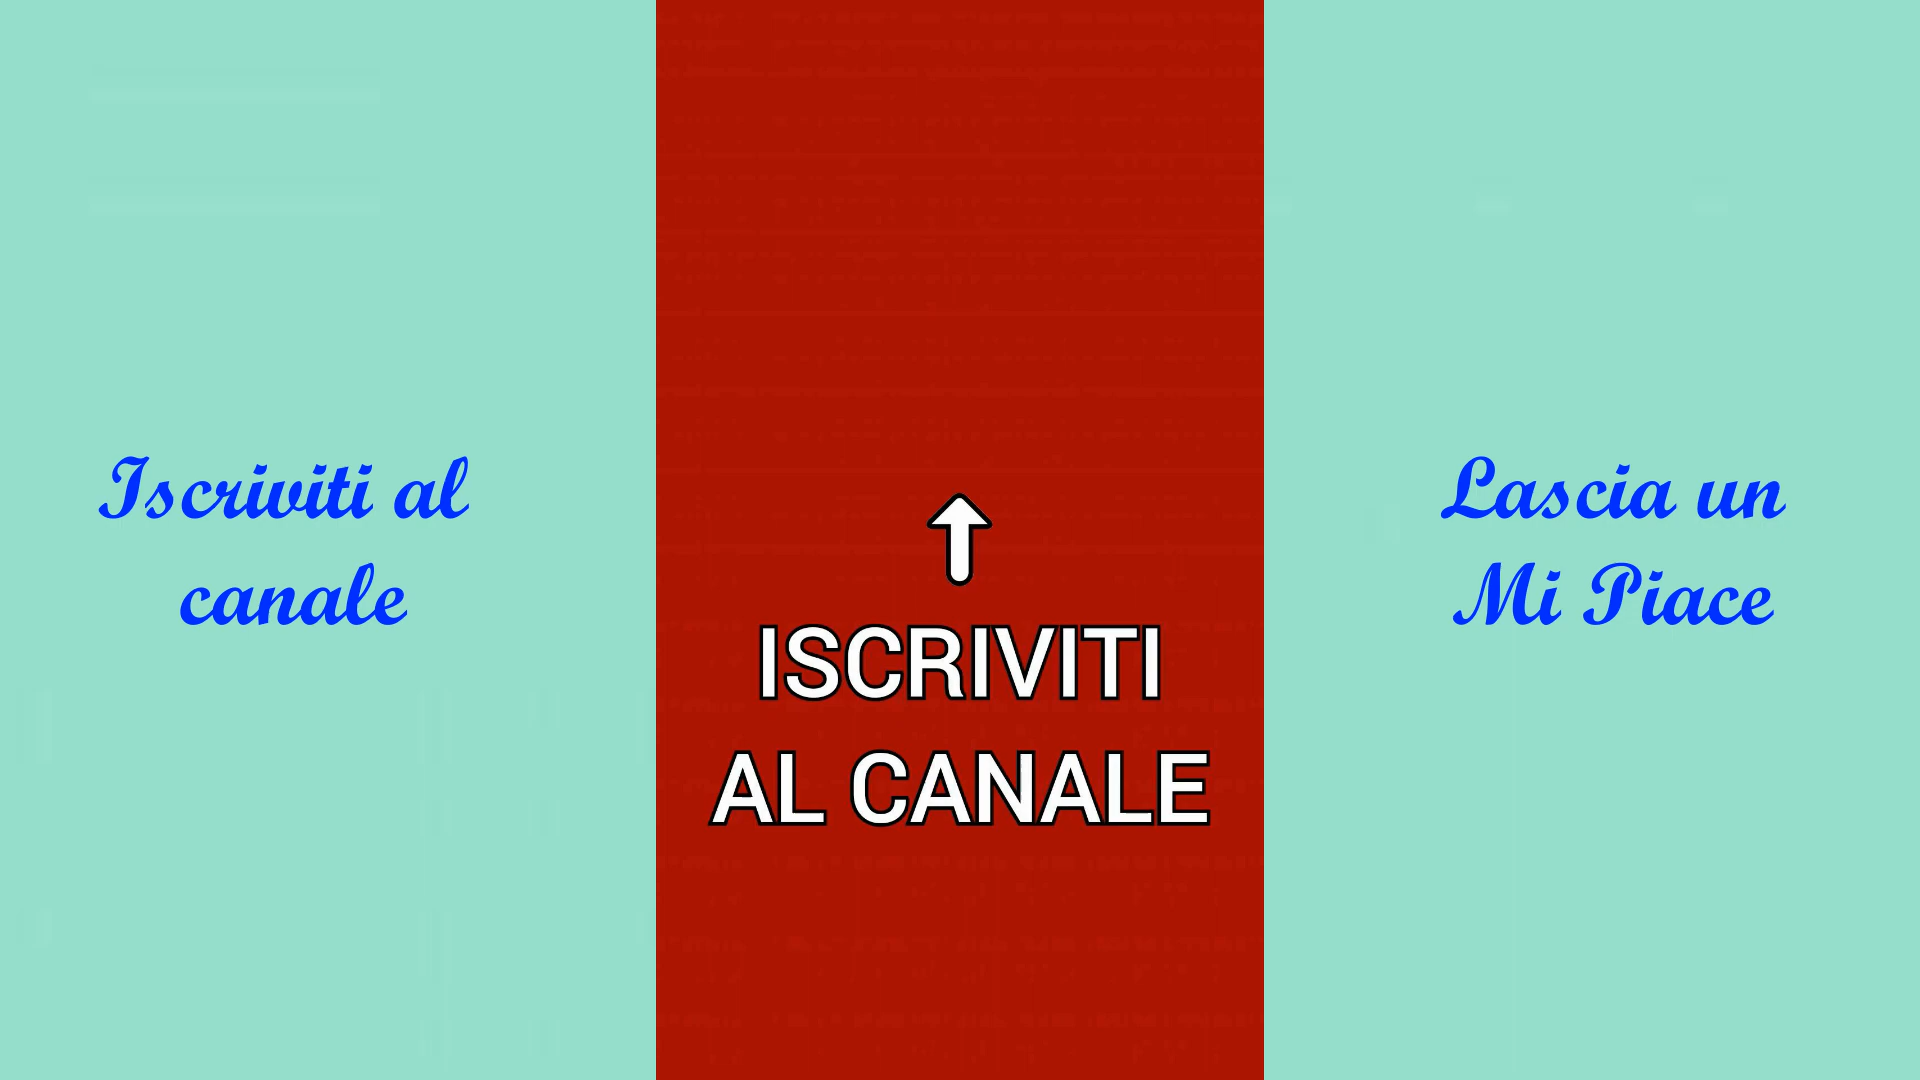 Iscriviti al
canale
ISCRIVITI
AL CANALE
Lascia un
Mi Piace